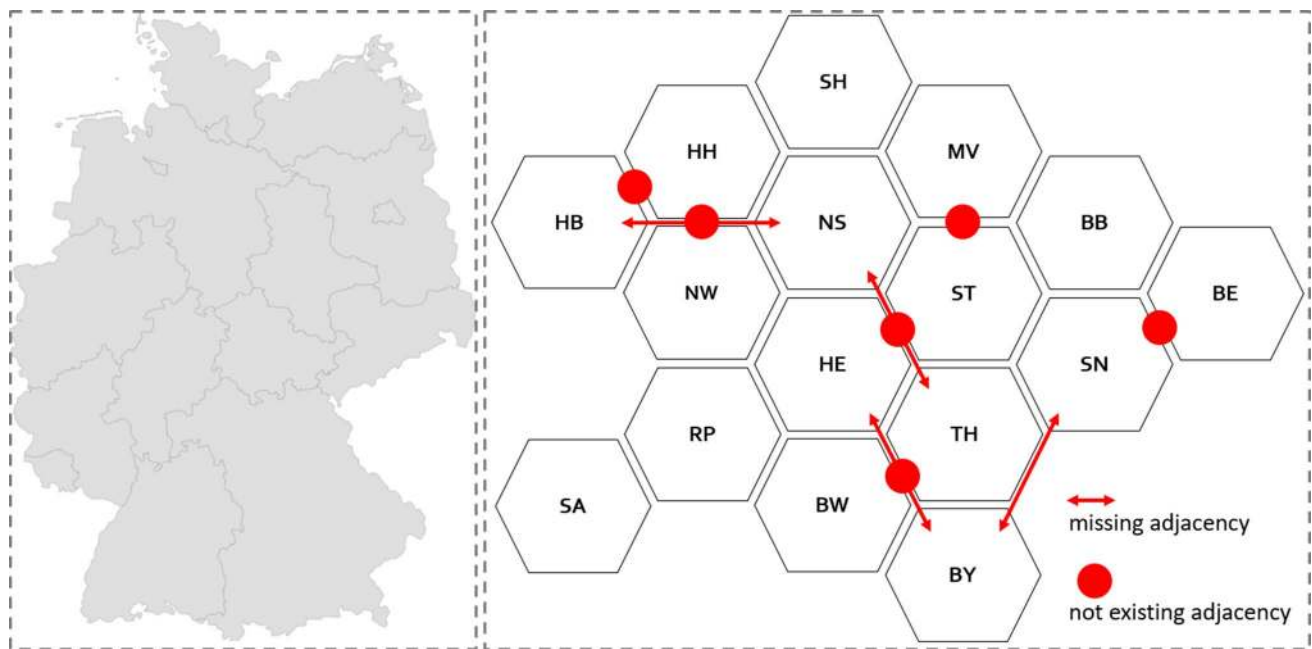 SH
HH
MV
HB
NS
BB
NW
ST
BE
HE
SN
RP
TH
SA
BW
missing adjacency
BY
not existing adjacency